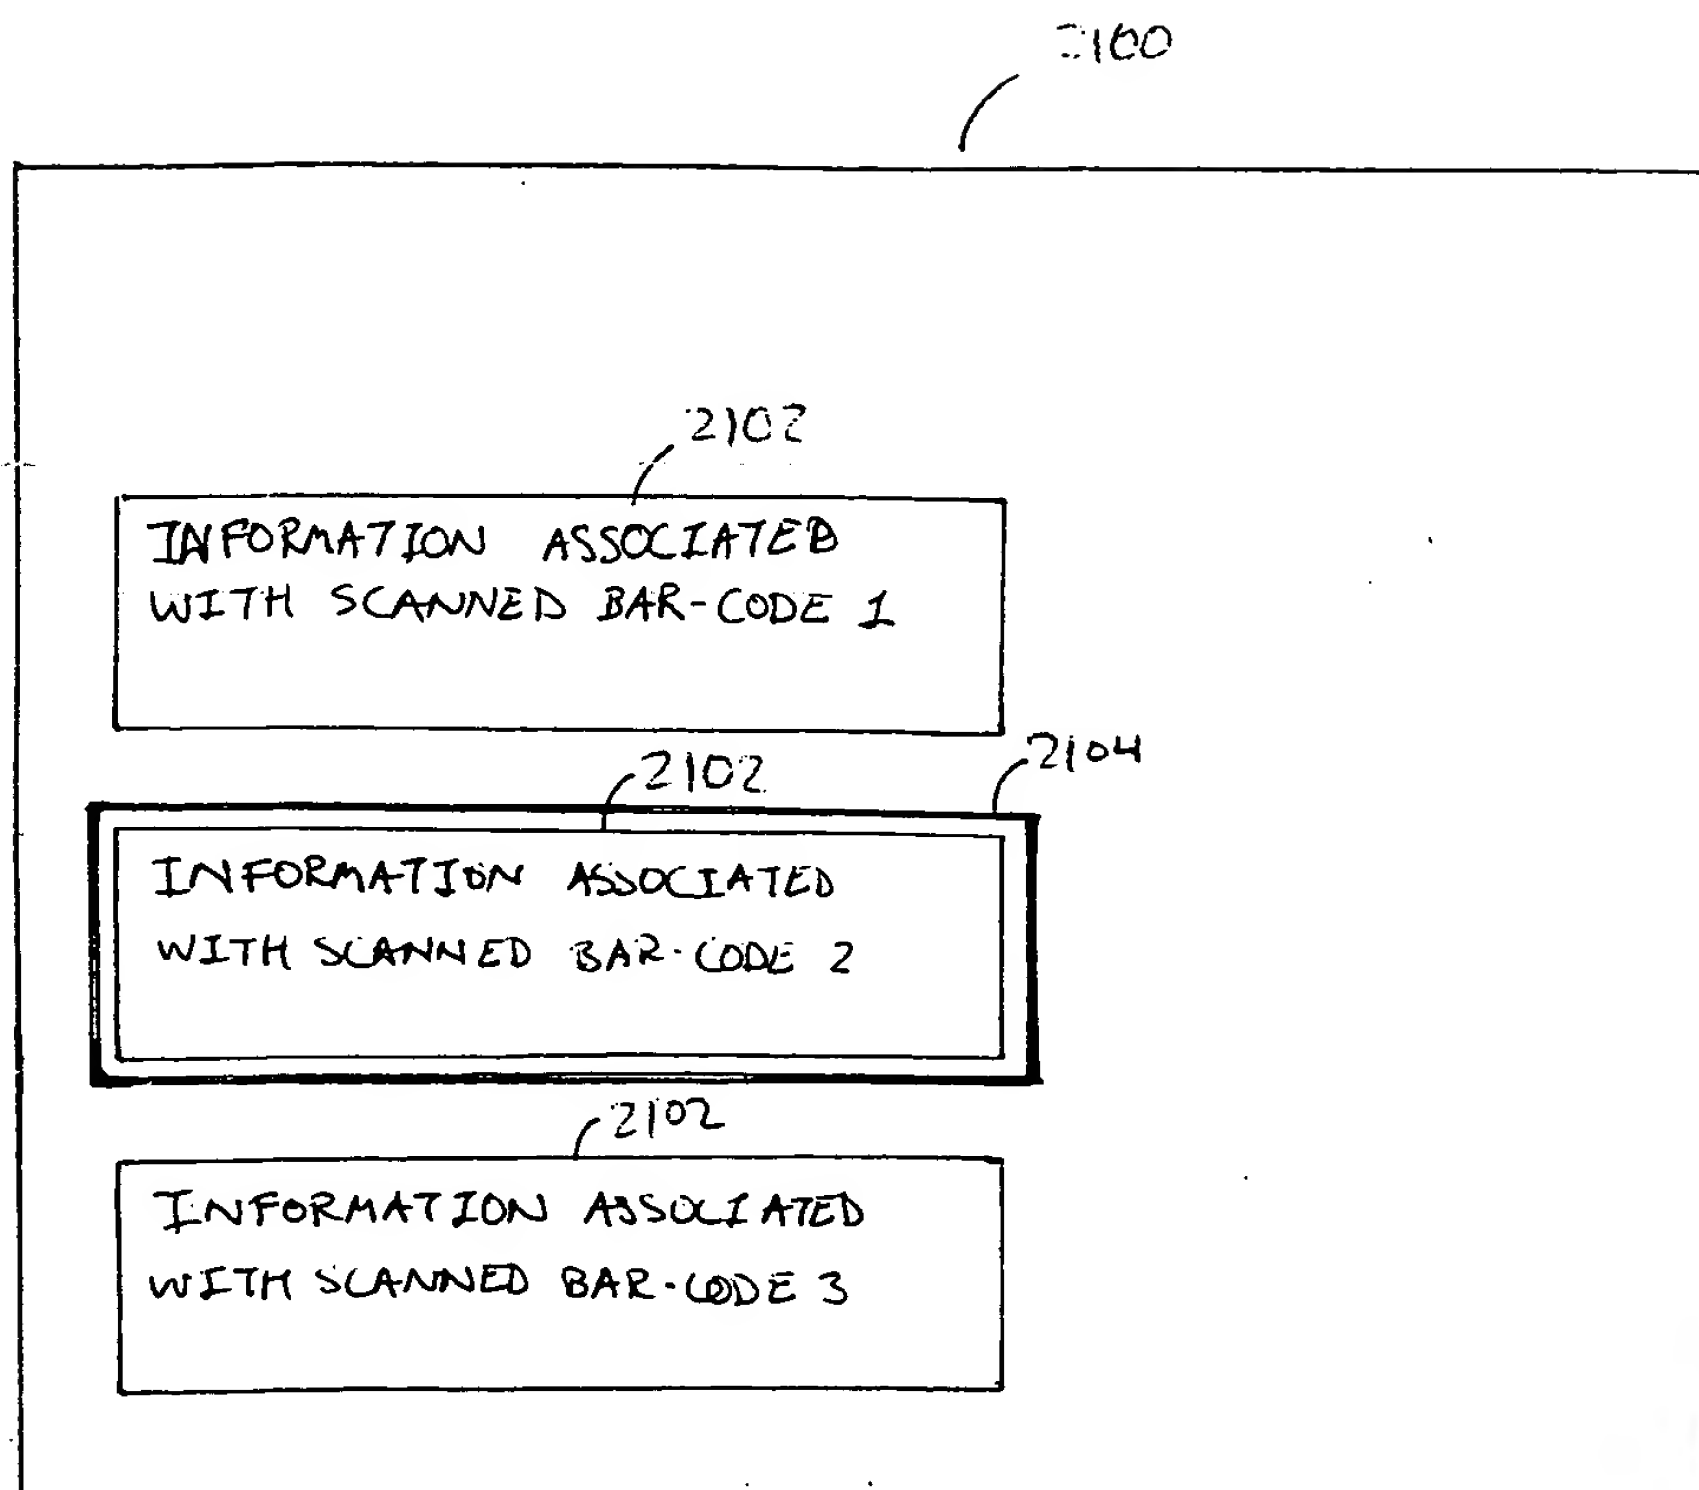 2100
2102
INFORMATION ASSOCIATED
WITH SCANNED BAR-CODE 1
2104
2102
INFORMATION ASSOCIATED
WITH SCANNED BAR-CODE 2
2102
INFORMATION ASSOCIATED
WITH SCANNED BAR-CODE 3